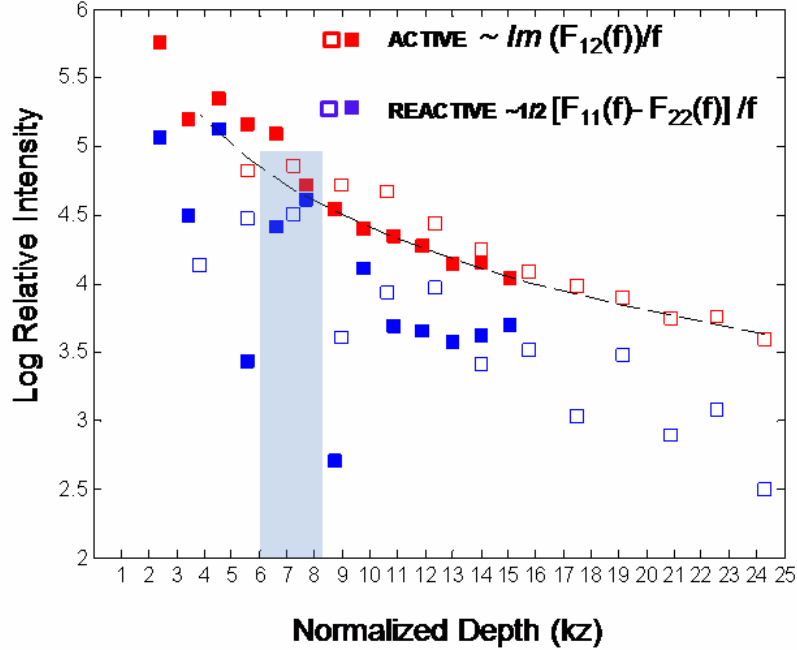 ACTIVE ~ Im (F12(f))/f
REACTIVE ~1/2 [F11(f)- F22(f)] /f
Log Relative Intensity
6
5.5
5
4.5
4
3.5
3
2.5
2
1 2 3 4 5 6 7 8 9 10 11 12 13 14 15 16 17 18 19 20 21 22 23 24 25
Normalized Depth (kz)